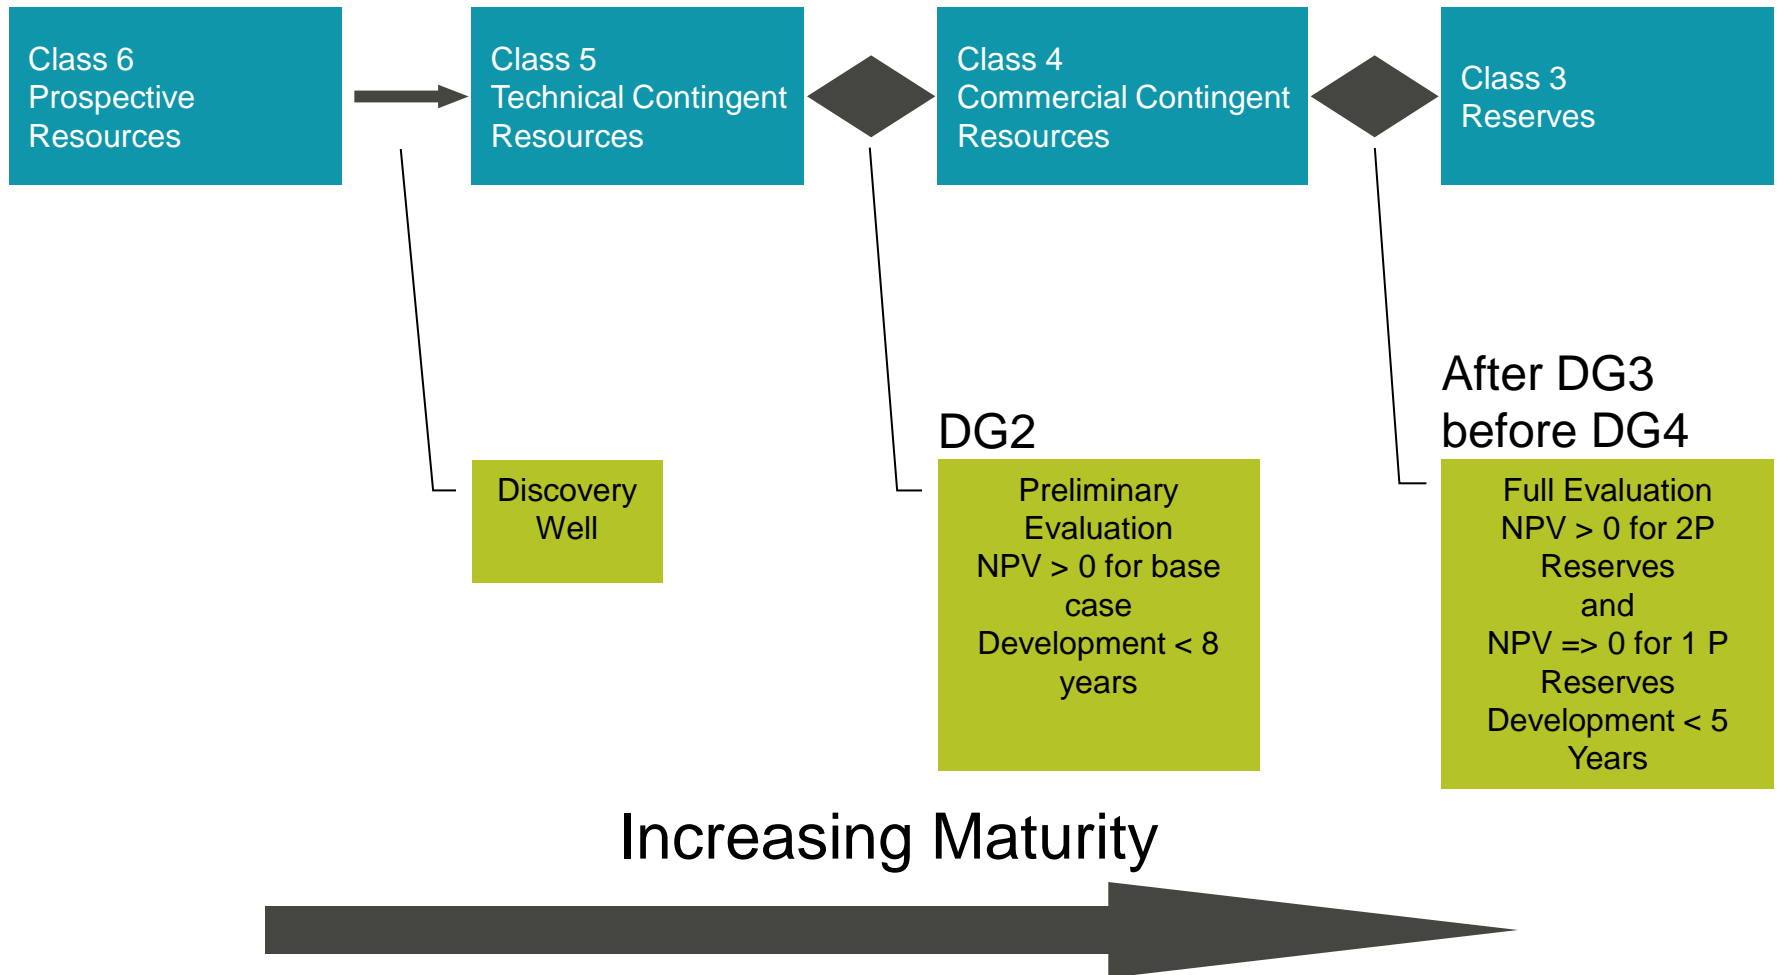 Class 6
Prospective
Resources
Class 5
Technical Contingent
Resources
Class 4
Commercial Contingent
Resources
Class 3
Reserves
Discovery
Well
DG2
Preliminary
Evaluation
NPV > 0 for base
case
Development < 8
years
After DG3
before DG4
Full Evaluation
NPV > 0 for 2P
Reserves
and
NPV => 0 for 1 P
Reserves
Development < 5
Years
Increasing Maturity